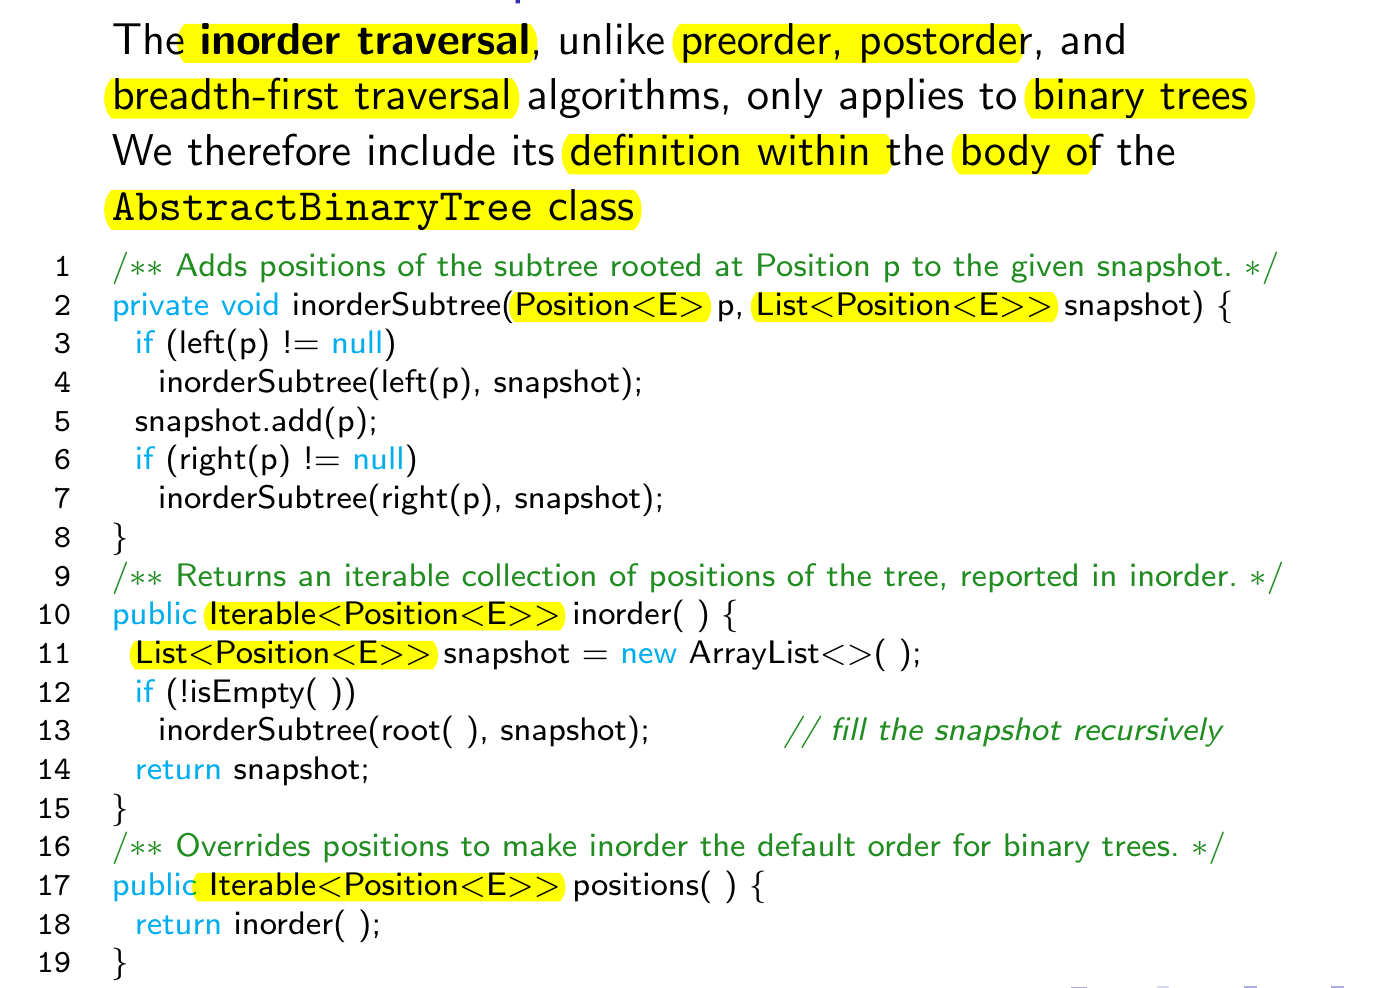 The inorder traversal, unlike preorder, postorder, and
breadth-first traversal algorithms, only applies to binary trees
We therefore include its definition within the body of the
AbstractBinaryTree class
1 /** Adds positions of the subtree rooted at Position p to the given snapshot. */
2 private void inorderSubtree(Position<E> p, List<Position<E>> snapshot) {
3 if (left(p) != null)
4 inorderSubtree(left(p), snapshot);
5 snapshot.add(p);
6 if (right(p) != null)
7 inorderSubtree(right(p), snapshot);
8 }
9 /** Returns an iterable collection of positions of the tree, reported in inorder. */
10 public Iterable<Position<E>> inorder( ) {
11 List<Position<E>> snapshot = new ArrayList<>( );
12 if (!isEmpty( ))
13 inorderSubtree(root( ), snapshot); // fill the snapshot recursively
14 return snapshot;
15 }
16 /** Overrides positions to make inorder the default order for binary trees. */
17 public Iterable<Position<E>> positions( ) {
18 return inorder( );
19 }